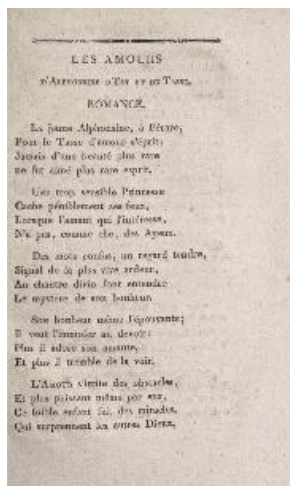 LES AMOURS
D'ALPHONSINE D'EST ET DU TASSE.
ROMANCE.
La jeune Alphonsine, à Ferrare,
Pour le Tasse d'amour s'éprit;
Jamais d'une beauté plus rare
ne fut aimé plus rare esprit.
Une trop sensible Princesse
Cache péniblement ses feux,
Lorsque l'amant qui l'intéresse,
N'a pas, comme elle, des Ayeux.
Des mots confus, un regard tendre,
Signal de la plus vive ardeur,
Au chantre divin font entendre
Le mystère de son bonheur.
Son bonheur même l'épouvante;
Il veut l'immoler au devoir:
Plus il adore son amante,
Et plus il tremble de la voir.
L'AMOUR s'irrite des obstacles,
Et plus puissant même par eux,
Ce foible enfant fait des miracles,
Qui surprennent les autres Dieux.